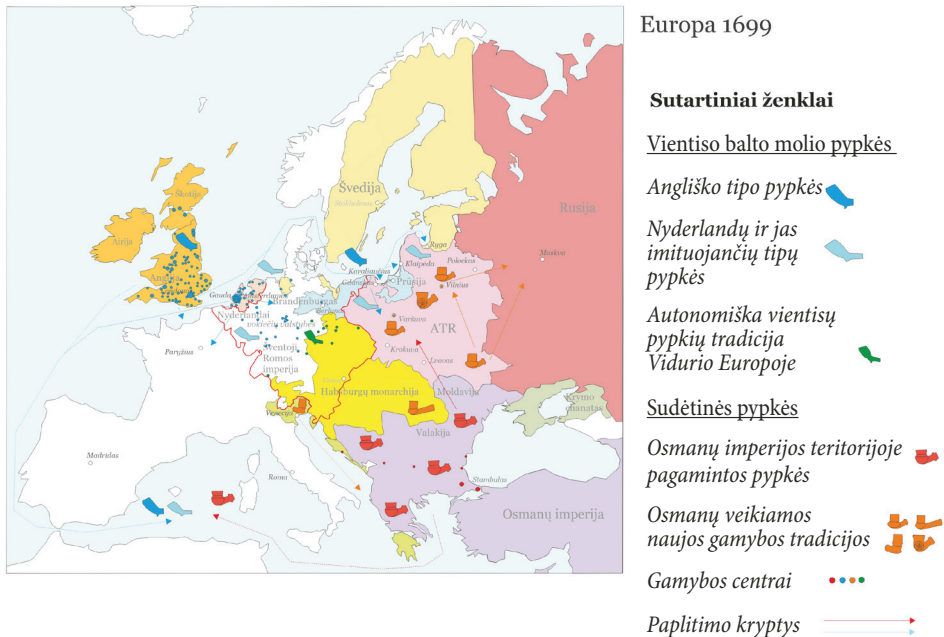 Europa 1699
Sutartiniai ženklai
Vientiso balto molio pypkės
Angliško tipo pypkės
Nyderlandų ir jas
imituojančių tipų
pypkės
Autonomiška vientisų
pypkių tradicija
Vidurio Europoje
Sudėtinės pypkės
Osmanų imperijos teritorijoje
pagamintos pypkės
Osmanų veikiamos
naujos gamybos tradicijos
Gamybos centrai
Paplitimo kryptys
Švedija
Škotija
Rusija
Airija
Ryga
Maskva
Klaipėda
Polockas
Karaliaučius
Vilnius
Prūsija
Gouda
Brandenburgas
Nyderlandai
Varšuva
ATR
Paryžius
Šventoji
Romos
imperija
Krokuva
Lvovas
Habsburgų monarchija
Moldavija
Krymo
chanatas
Venecija
Valakija
Madridas
Roma
Stambulas
Osmanų imperija